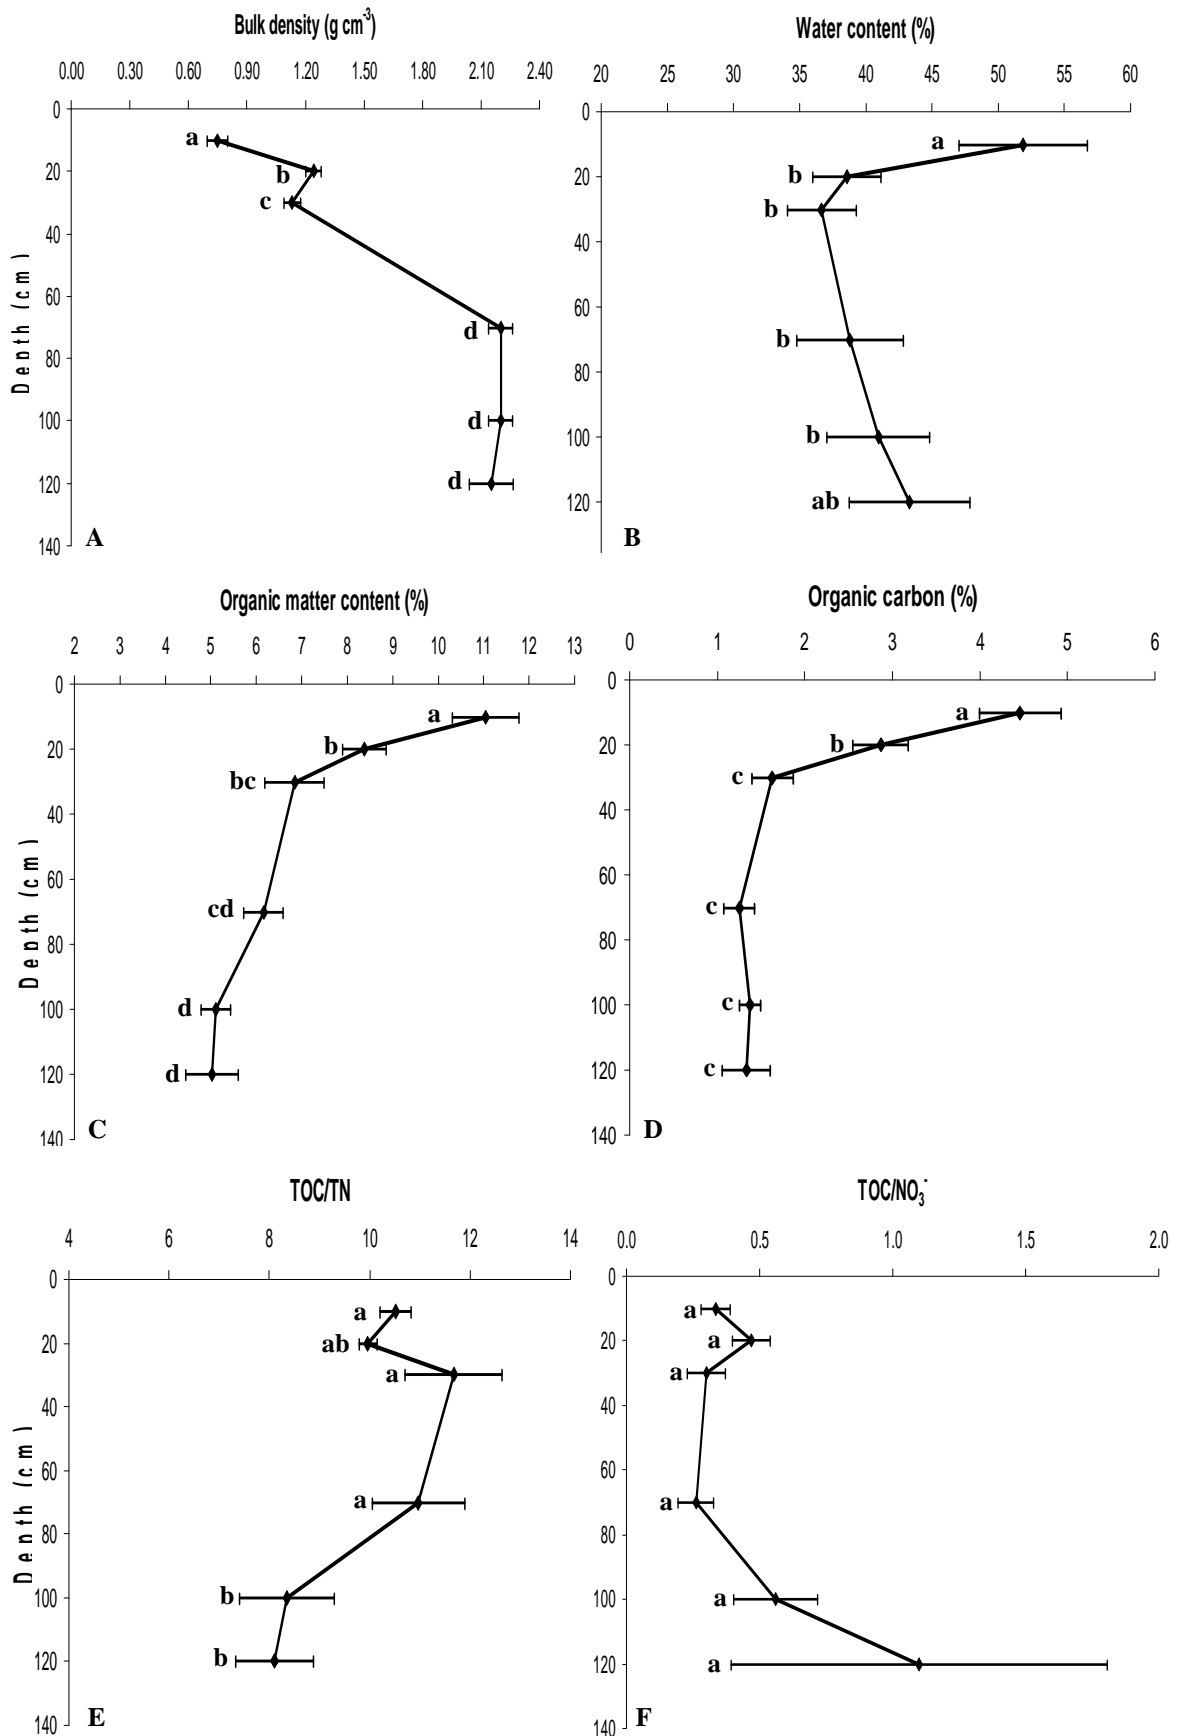 Bulk density (g cm-3)
0.00 0.30 0.60 0.90 1.20 1.50 1.80 2.10 2.40
0
20
40
60
80
100
120
140
Depth (cm)
a
b
c
d
d
d
A
Water content (%)
20 25 30 35 40 45 50 55 60
0
20
40
60
80
100
120
a
b
b
b
b
ab
B
Organic matter content (%)
2 3 4 5 6 7 8 9 10 11 12 13
0
20
40
60
80
100
120
140
Depth (cm)
a
b
bc
cd
d
d
C
Organic carbon (%)
0 1 2 3 4 5 6
0
20
40
60
80
100
120
140
a
b
c
c
c
c
D
TOC/TN
4 6 8 10 12 14
0
20
40
60
80
100
120
140
Depth (cm)
a
ab
a
a
b
b
E
TOC/NO3-
0.0 0.5 1.0 1.5 2.0
0
20
40
60
80
100
120
140
a
a
a
a
a
a
F